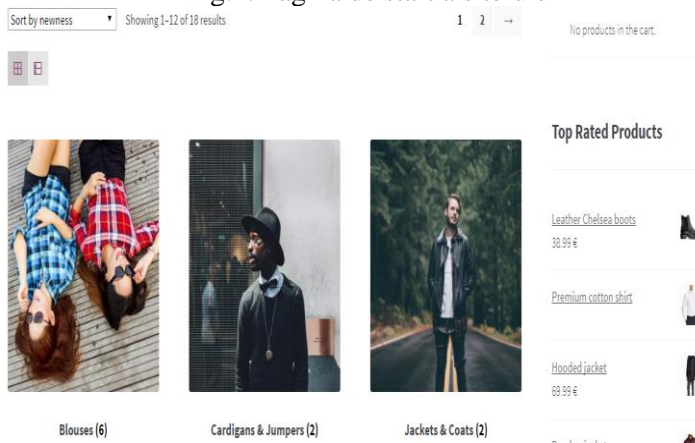 Sort by newness
Showing 1–12 of 18 results
1 2 →
No products in the cart.
Top Rated Products
Leather Chelsea boots
38.99 €
Premium cotton shirt
Hooded jacket
69.99 €
Blouses (6)
Cardigans & Jumpers (2)
Jackets & Coats (2)